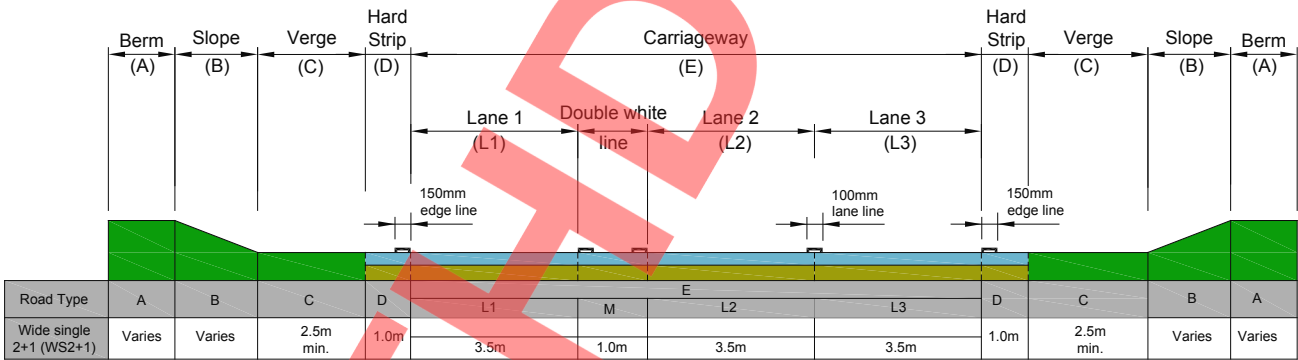 Berm
(A)
Slope
(B)
Verge
(C)
Hard
Strip
(D)
Carriageway
(E)
Hard
Strip
(D)
Verge
(C)
Slope
(B)
Berm
(A)
Lane 1
(L1)
Double white
line
Lane 2
(L2)
Lane 3
(L3)
150mm
edge line
100mm
lane line
150mm
edge line
Road Type
A
B
C
D
E
L1
M
L2
L3
D
C
B
A
Wide single
2+1 (WS2+1)
Varies
Varies
2.5m
min.
1.0m
3.5m
1.0m
3.5m
3.5m
1.0m
2.5m
min.
Varies
Varies